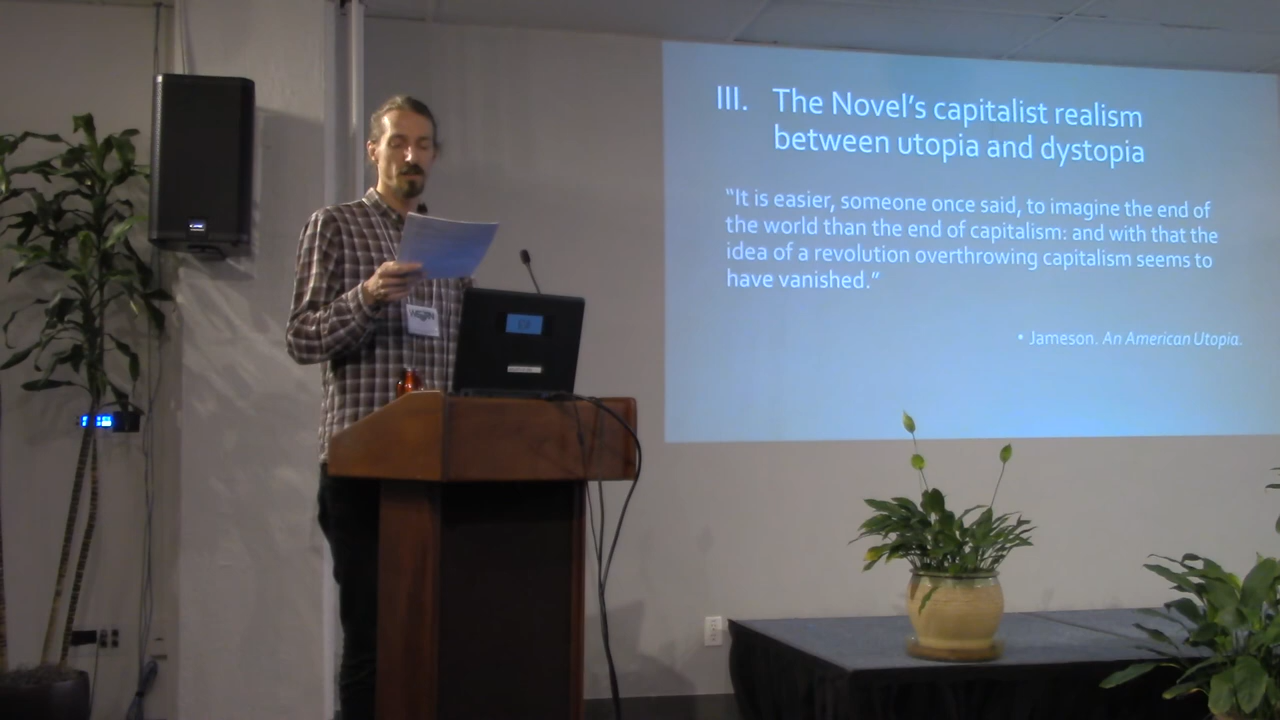 III. The Novel's capitalist realism
between utopia and dystopia
“It is easier, someone once said, to imagine the end of
the world than the end of capitalism: and with that the
idea of a revolution overthrowing capitalism seems to
have vanished.”
• Jameson. An American Utopia.